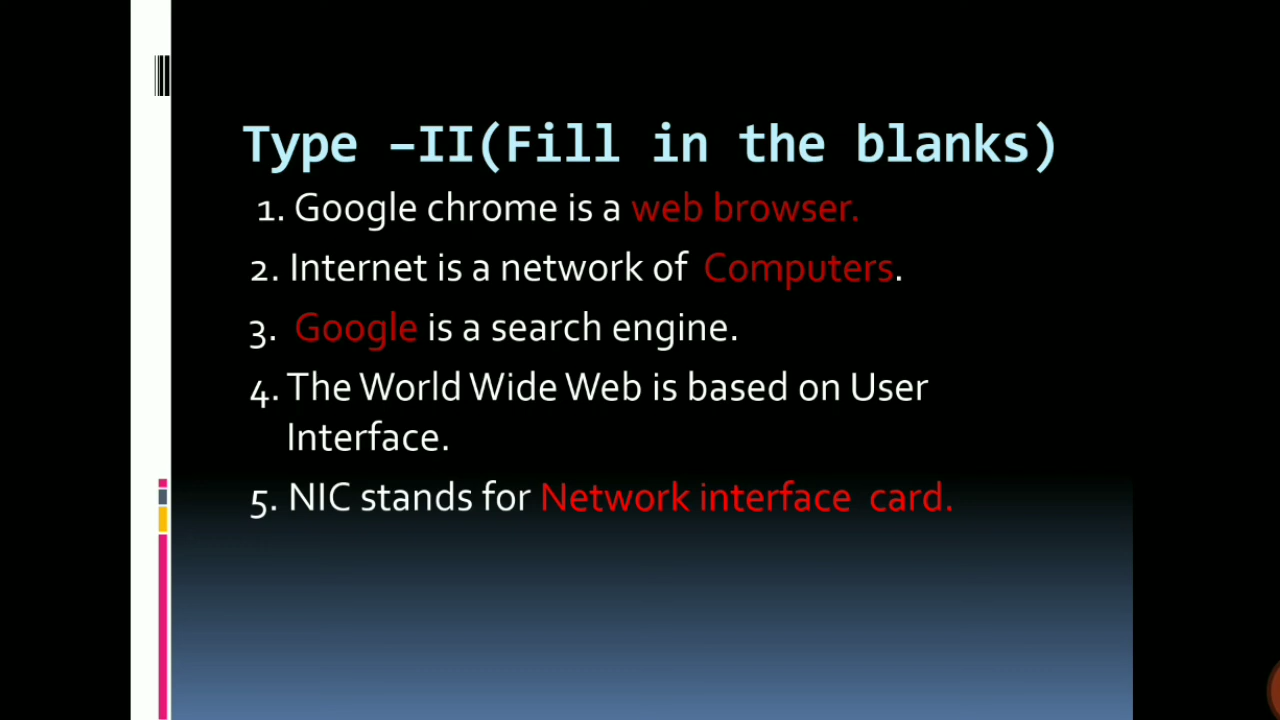 Type –II(Fill in the blanks)
1. Google chrome is a web browser.
2. Internet is a network of Computers.
3. Google is a search engine.
4. The World Wide Web is based on User
Interface.
5. NIC stands for Network interface card.